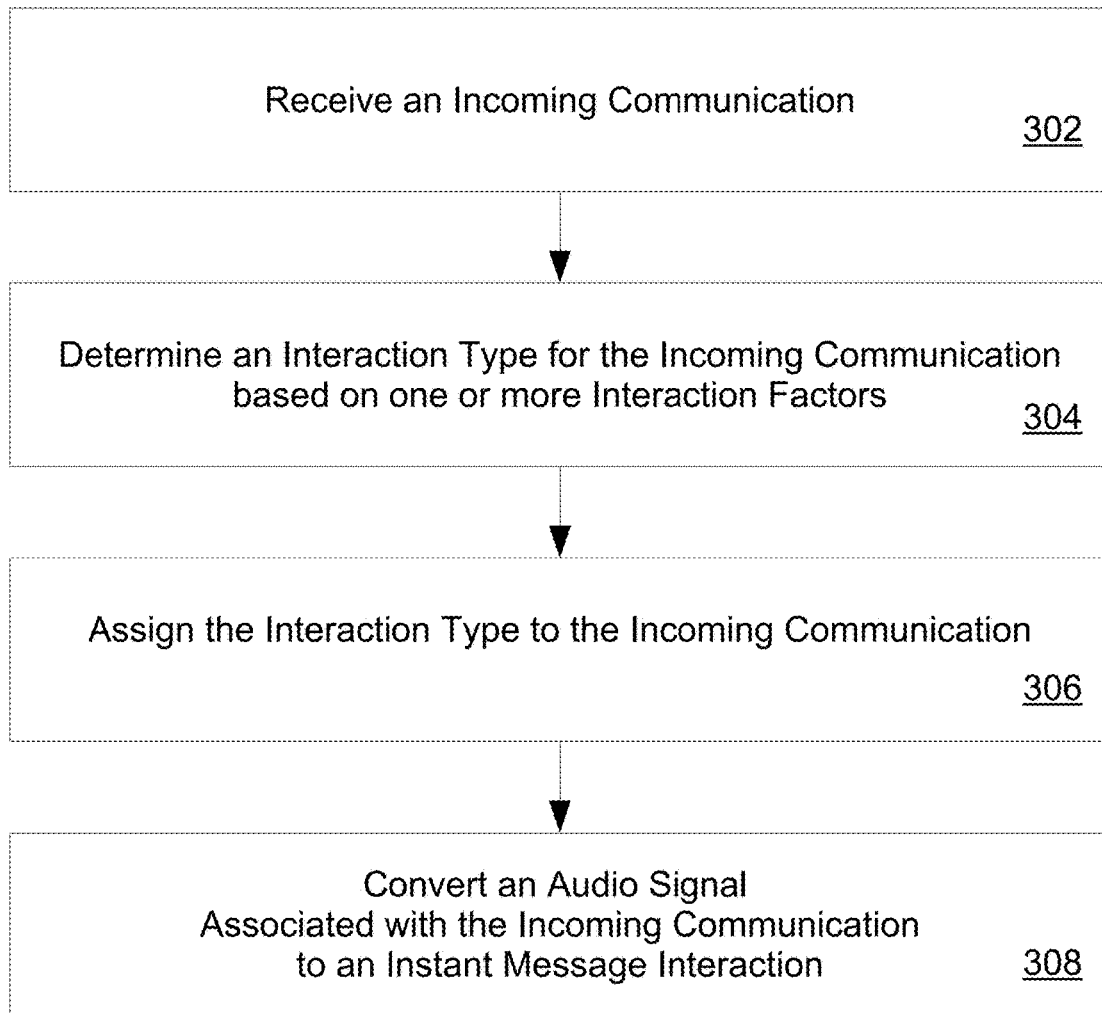 Receive an Incoming Communication
302
Determine an Interaction Type for the Incoming Communication
based on one or more Interaction Factors
304
Assign the Interaction Type to the Incoming Communication
306
Convert an Audio Signal
Associated with the Incoming Communication
to an Instant Message Interaction
308